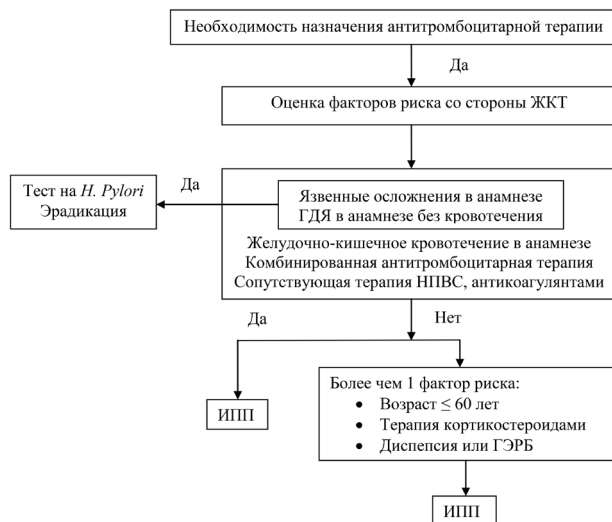 Необходимость назначения антитромбоцитарной терапии
Да
Оценка факторов риска со стороны ЖКТ
Тест на H. Pylori
Эрадикация
Да
Язвенные осложнения в анамнезе
ГДЯ в анамнезе без кровотечения
Желудочно-кишечное кровотечение в анамнезе
Комбинированная антитромбоцитарная терапия
Сопутствующая терапия НПВС, антикоагулянтами
Да
Нет
ИПП
Более чем 1 фактор риска:
• Возраст ≤ 60 лет
• Терапия кортикостероидами
• Диспепсия или ГЭРБ
ИПП